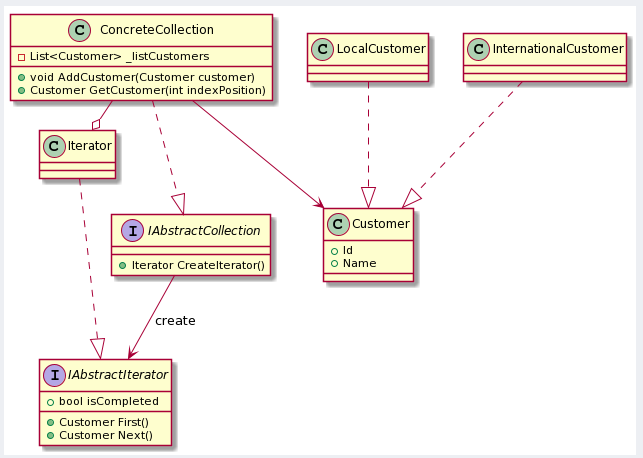 C ConcreteCollection
List<Customer> _listCustomers
void AddCustomer(Customer customer)
Customer GetCustomer(int indexPosition)
C LocalCustomer
C InternationalCustomer
C Iterator
I IAbstractCollection
Iterator CreateIterator()
C Customer
Id
Name
create
I IAbstractIterator
bool isCompleted
Customer First()
Customer Next()